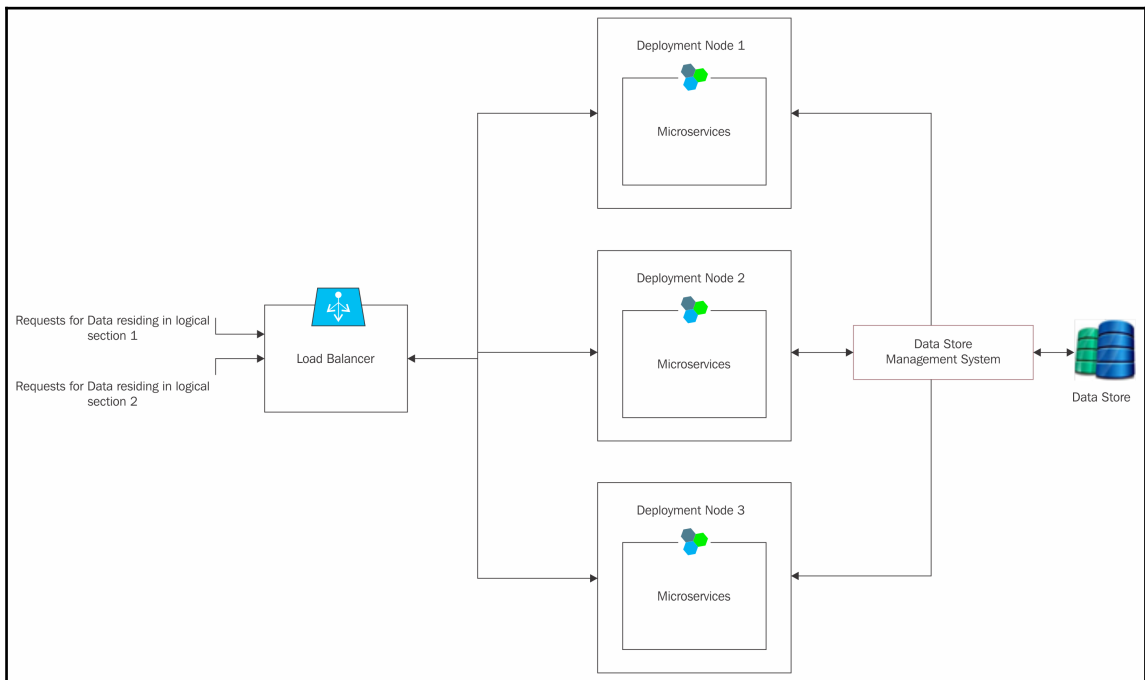 Deployment Node 1
Microservices
Deployment Node 2
Requests for Data residing in logical
section 1
Load Balancer
Microservices
Data Store
Management System
Requests for Data residing in logical
section 2
Data Store
Deployment Node 3
Microservices